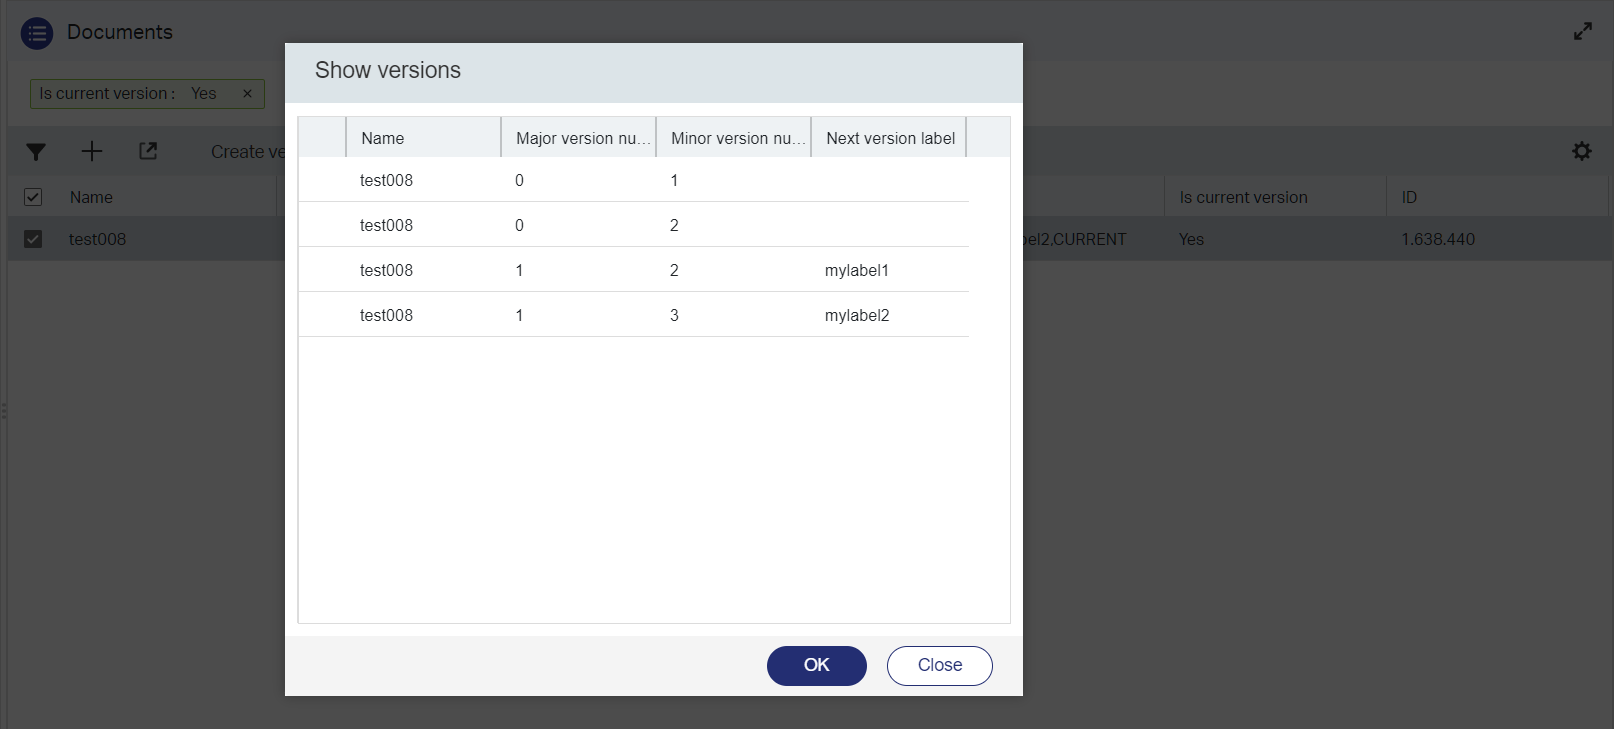 Documents
Is current version : Yes ×
Create ve
Name Is current version ID
test008 bel2,CURRENT Yes 1.638.440
Show versions
Name Major version nu... Minor version nu... Next version label
test008 0 1
test008 0 2
test008 1 2 mylabel1
test008 1 3 mylabel2
OK Close